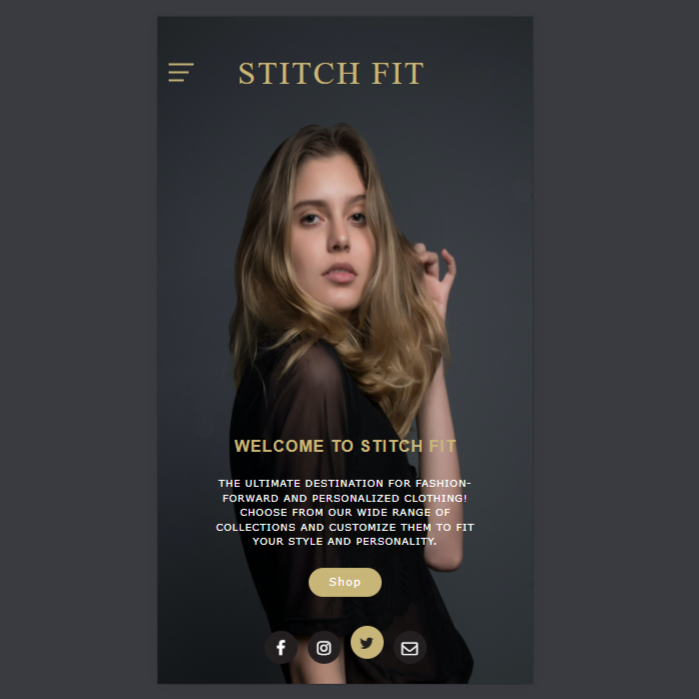 STITCH FIT
WELCOME TO STITCH FIT
THE ULTIMATE DESTINATION FOR FASHION-
FORWARD AND PERSONALIZED CLOTHING!
CHOOSE FROM OUR WIDE RANGE OF
COLLECTIONS AND CUSTOMIZE THEM TO FIT
YOUR STYLE AND PERSONALITY.
Shop